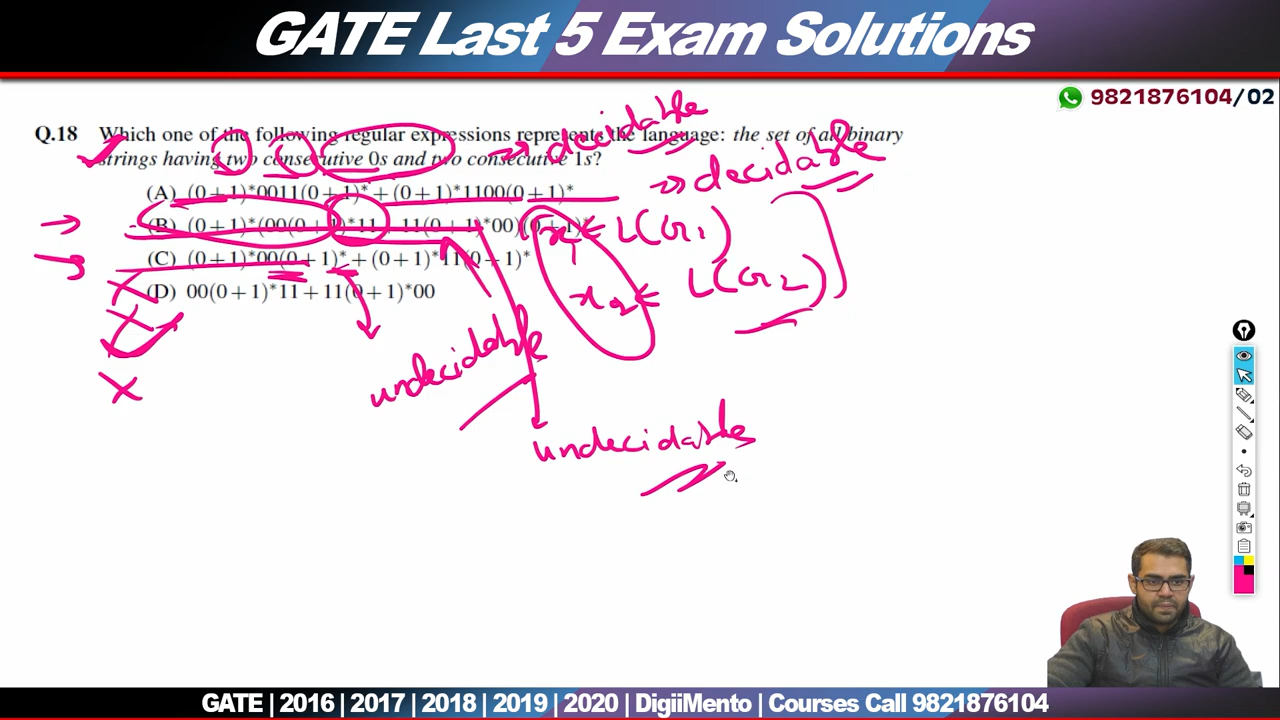 GATE Last 5 Exam Solutions
9821876104/02
Q.18 Which one of the following regular expressions represents the language: the set of all binary
strings having two consecutive 0s and two consecutive 1s?
(A) (0+1)*0011(0+1)* + (0+1)*1100(0+1)*
(B) (0+1)*(00(0+1)*11 11(0+1)*00)(0+1)*
(C) (0+1)*00(0+1)* + (0+1)*11(0+1)*
(D) 00(0+1)*11+11(0+1)*00
decidable
decidable
L(G1)
L(G2)
undecidable
undecidable
GATE | 2016 | 2017 | 2018 | 2019 | 2020 | DigiiMento | Courses Call 9821876104